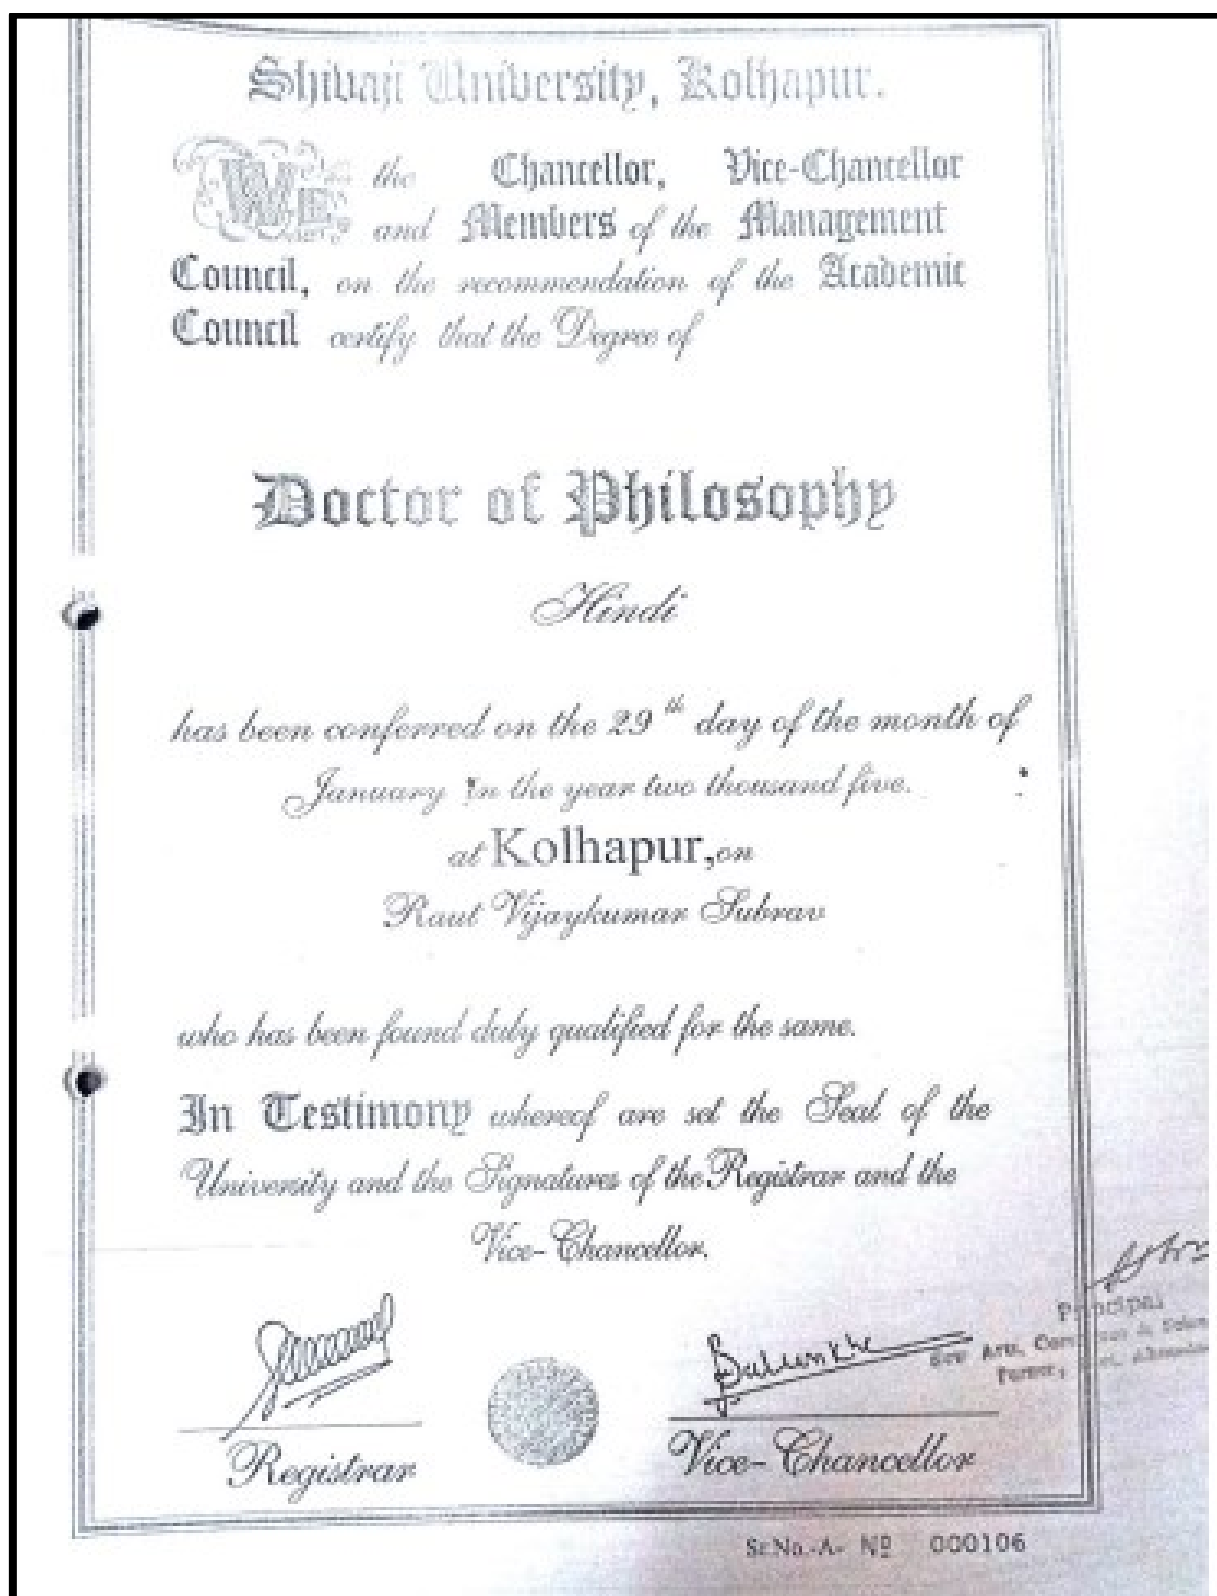 Shivaji University, Kolhapur.
We the Chancellor, Vice-Chancellor
and Members of the Management
Council, on the recommendation of the Academic
Council certify that the Degree of
Doctor of Philosophy
Hindi
has been conferred on the 29th day of the month of
January In the year two thousand five.
at Kolhapur, on
Raut Vijaykumar Subrav
who has been found duly qualified for the same.
In Testimony whereof are set the Seal of the
University and the Signatures of the Registrar and the
Vice-Chancellor.
Principal
Arts,
Parner,
Registrar
Vice-Chancellor
Sr.No.-A- Nº 000106